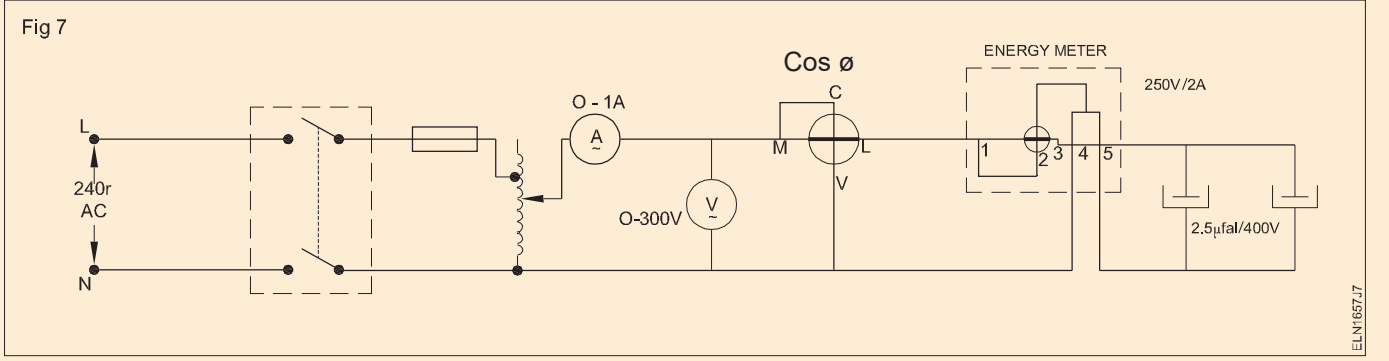 Fig 7
ENERGY METER
Cos ø
250V/2A
O - 1A
C
L
A
~
M
L
1
2
3
4
5
240r
AC
V
O-300V
V
~
2.5µfal/400V
N
ELN1657J7